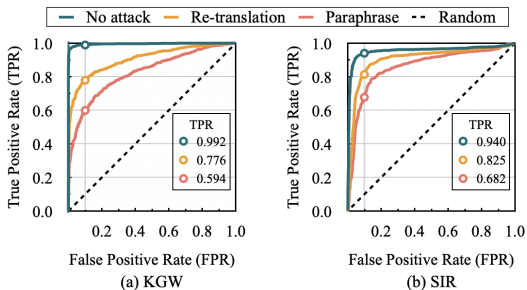 No attack Re-translation Paraphrase Random
True Positive Rate (TPR)
1.0
0.8
0.6
0.4
0.2
0.0
TPR
0.992
0.776
0.594
0.2 0.4 0.6 0.8 1.0
False Positive Rate (FPR)
(a) KGW
True Positive Rate (TPR)
1.0
0.8
0.6
0.4
0.2
0.0
TPR
0.940
0.825
0.682
0.2 0.4 0.6 0.8 1.0
False Positive Rate (FPR)
(b) SIR